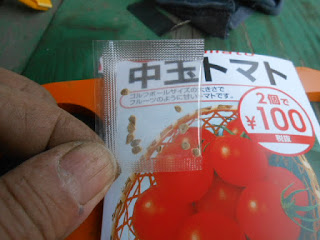 中玉トマト
ゴルフボールサイズの大きさで
フルーツのように甘いトマトです。
2個で
¥100
税抜